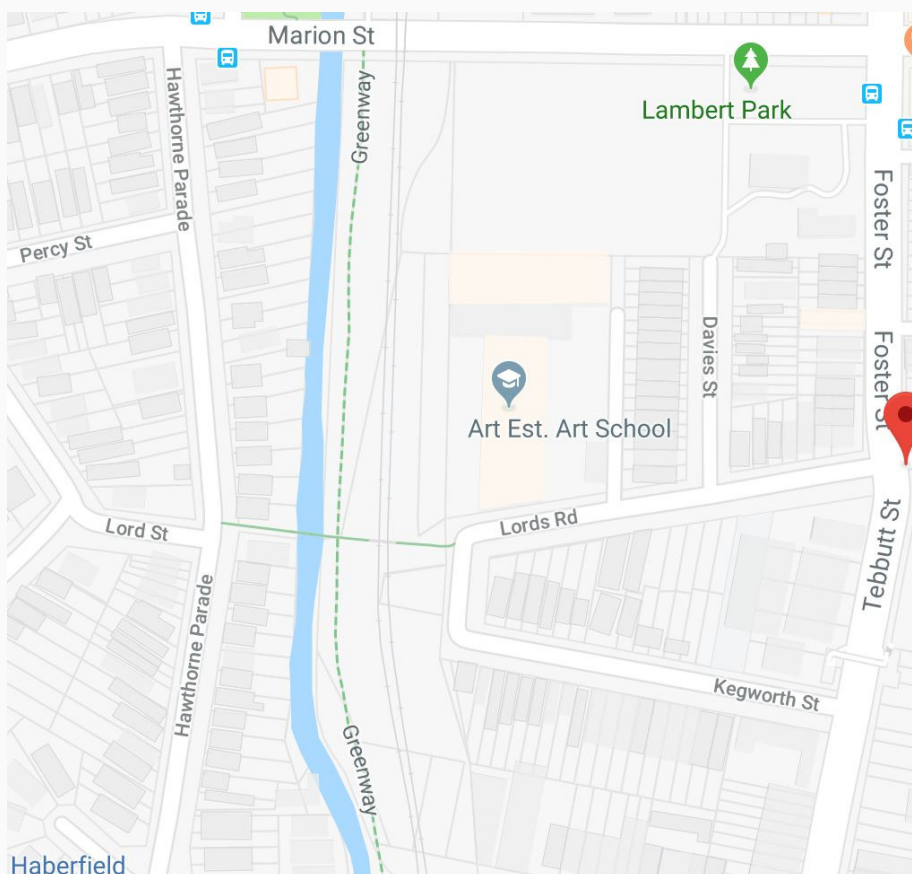 Marion St
Hawthorne Parade
Greenway
Lambert Park
Foster St
Percy St
Davies St
Foster St
Art Est. Art School
Lords Rd
Lord St
Tebbutt St
Hawthorne Parade
Kegworth St
Greenway
Haberfield